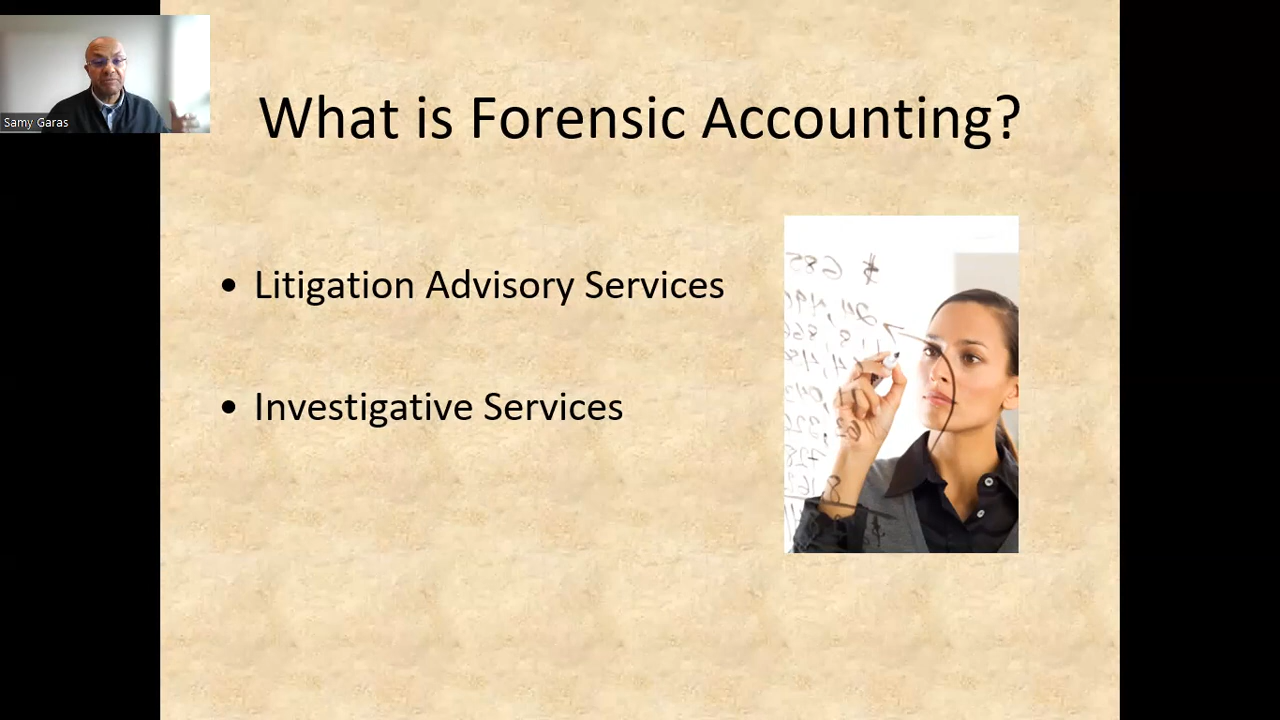 Samy Garas
What is Forensic Accounting?
• Litigation Advisory Services
• Investigative Services